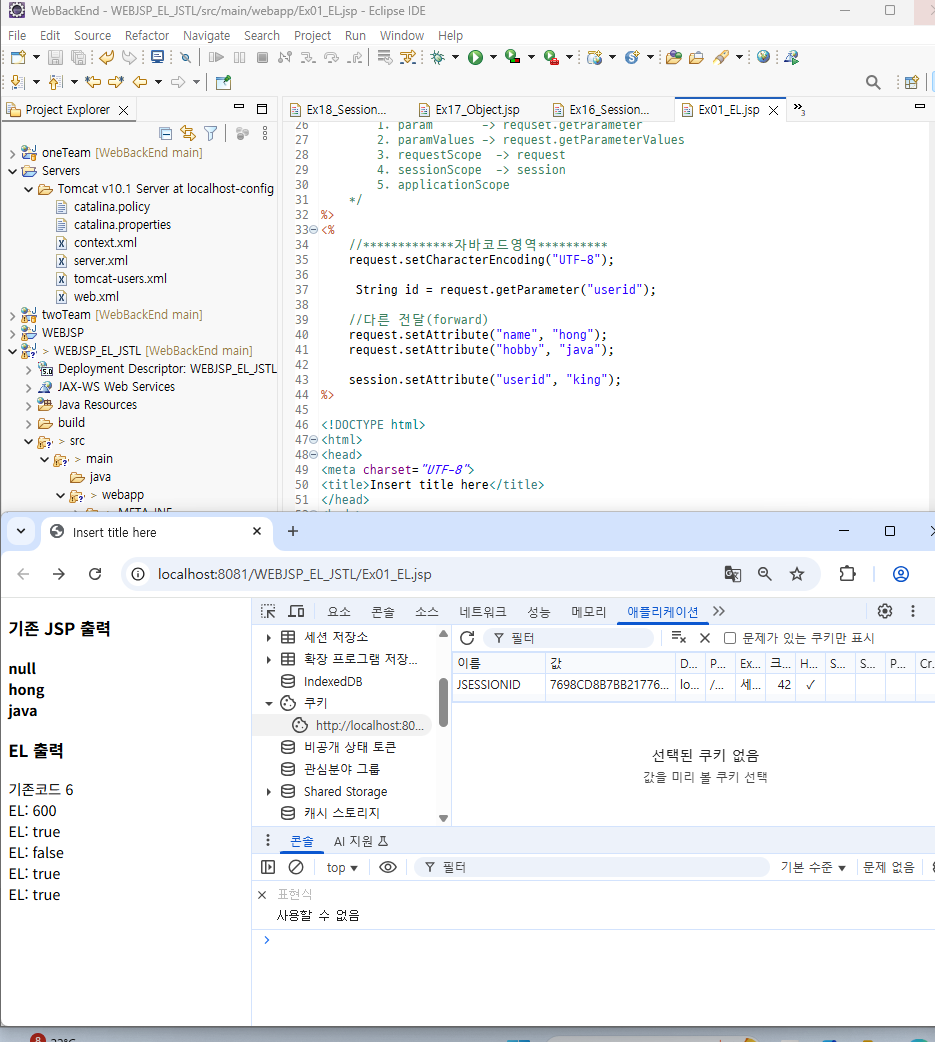 WebBackEnd - WEBJSP_EL_JSTL/src/main/webapp/Ex01_EL.jsp - Eclipse IDE
File Edit Source Refactor Navigate Search Project Run Window Help
Project Explorer
Ex18_Session...
Ex17_Object.jsp
Ex16_Session...
Ex01_EL.jsp
3
oneTeam [WebBackEnd main]
Servers
Tomcat v10.1 Server at localhost-config
catalina.policy
catalina.properties
context.xml
server.xml
tomcat-users.xml
web.xml
twoTeam [WebBackEnd main]
WEBJSP
> WEBJSP_EL_JSTL [WebBackEnd main]
Deployment Descriptor: WEBJSP_EL_JSTL
JAX-WS Web Services
Java Resources
build
> src
> main
java
> webapp
META-INF
26 1. param -> requset.getParameter
27 2. paramValues -> request.getParameterValues
28 3. requestScope -> request
29 4. sessionScope -> session
30 5. applicationScope
31 */
32 %>
33 <%
34 //*************자바코드영역**********
35 request.setCharacterEncoding("UTF-8");
36
37 String id = request.getParameter("userid");
38
39 //다른 전달(forward)
40 request.setAttribute("name", "hong");
41 request.setAttribute("hobby", "java");
42
43 session.setAttribute("userid", "king");
44 %>
45
46 <!DOCTYPE html>
47 <html>
48 <head>
49 <meta charset="UTF-8">
50 <title>Insert title here</title>
51 </head>
Insert title here
localhost:8081/WEBJSP_EL_JSTL/Ex01_EL.jsp
기존 JSP 출력
null
hong
java
EL 출력
기존코드 6
EL: 600
EL: true
EL: false
EL: true
EL: true
요소 콘솔 소스 네트워크 성능 메모리 애플리케이션
세션 저장소
확장 프로그램 저장...
IndexedDB
쿠키
http://localhost:80...
비공개 상태 토큰
관심분야 그룹
Shared Storage
캐시 스토리지
필터
문제가 있는 쿠키만 표시
이름 값 D... P... Ex... 크... H... S... S... P... Cr.
JSESSIONID 7698CD8B7BB21776... lo... /... 세... 42 ✓
선택된 쿠키 없음
값을 미리 볼 쿠키 선택
콘솔 AI 지원
top 필터 기본 수준 문제 없음
표현식
사용할 수 없음
8